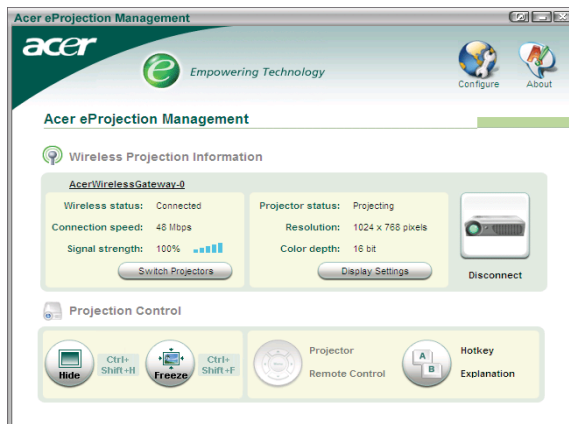 Acer eProjection Management
acer
e Empowering Technology
Configure
About
Acer eProjection Management
Wireless Projection Information
AcerWirelessGateway-0
Wireless status: Connected
Connection speed: 48 Mbps
Signal strength: 100%
Switch Projectors
Projector status: Projecting
Resolution: 1024 x 768 pixels
Color depth: 16 bit
Display Settings
Disconnect
Projection Control
Hide
Ctrl+
Shift+H
Freeze
Ctrl+
Shift+F
Projector
Remote Control
A
B
Hotkey
Explanation